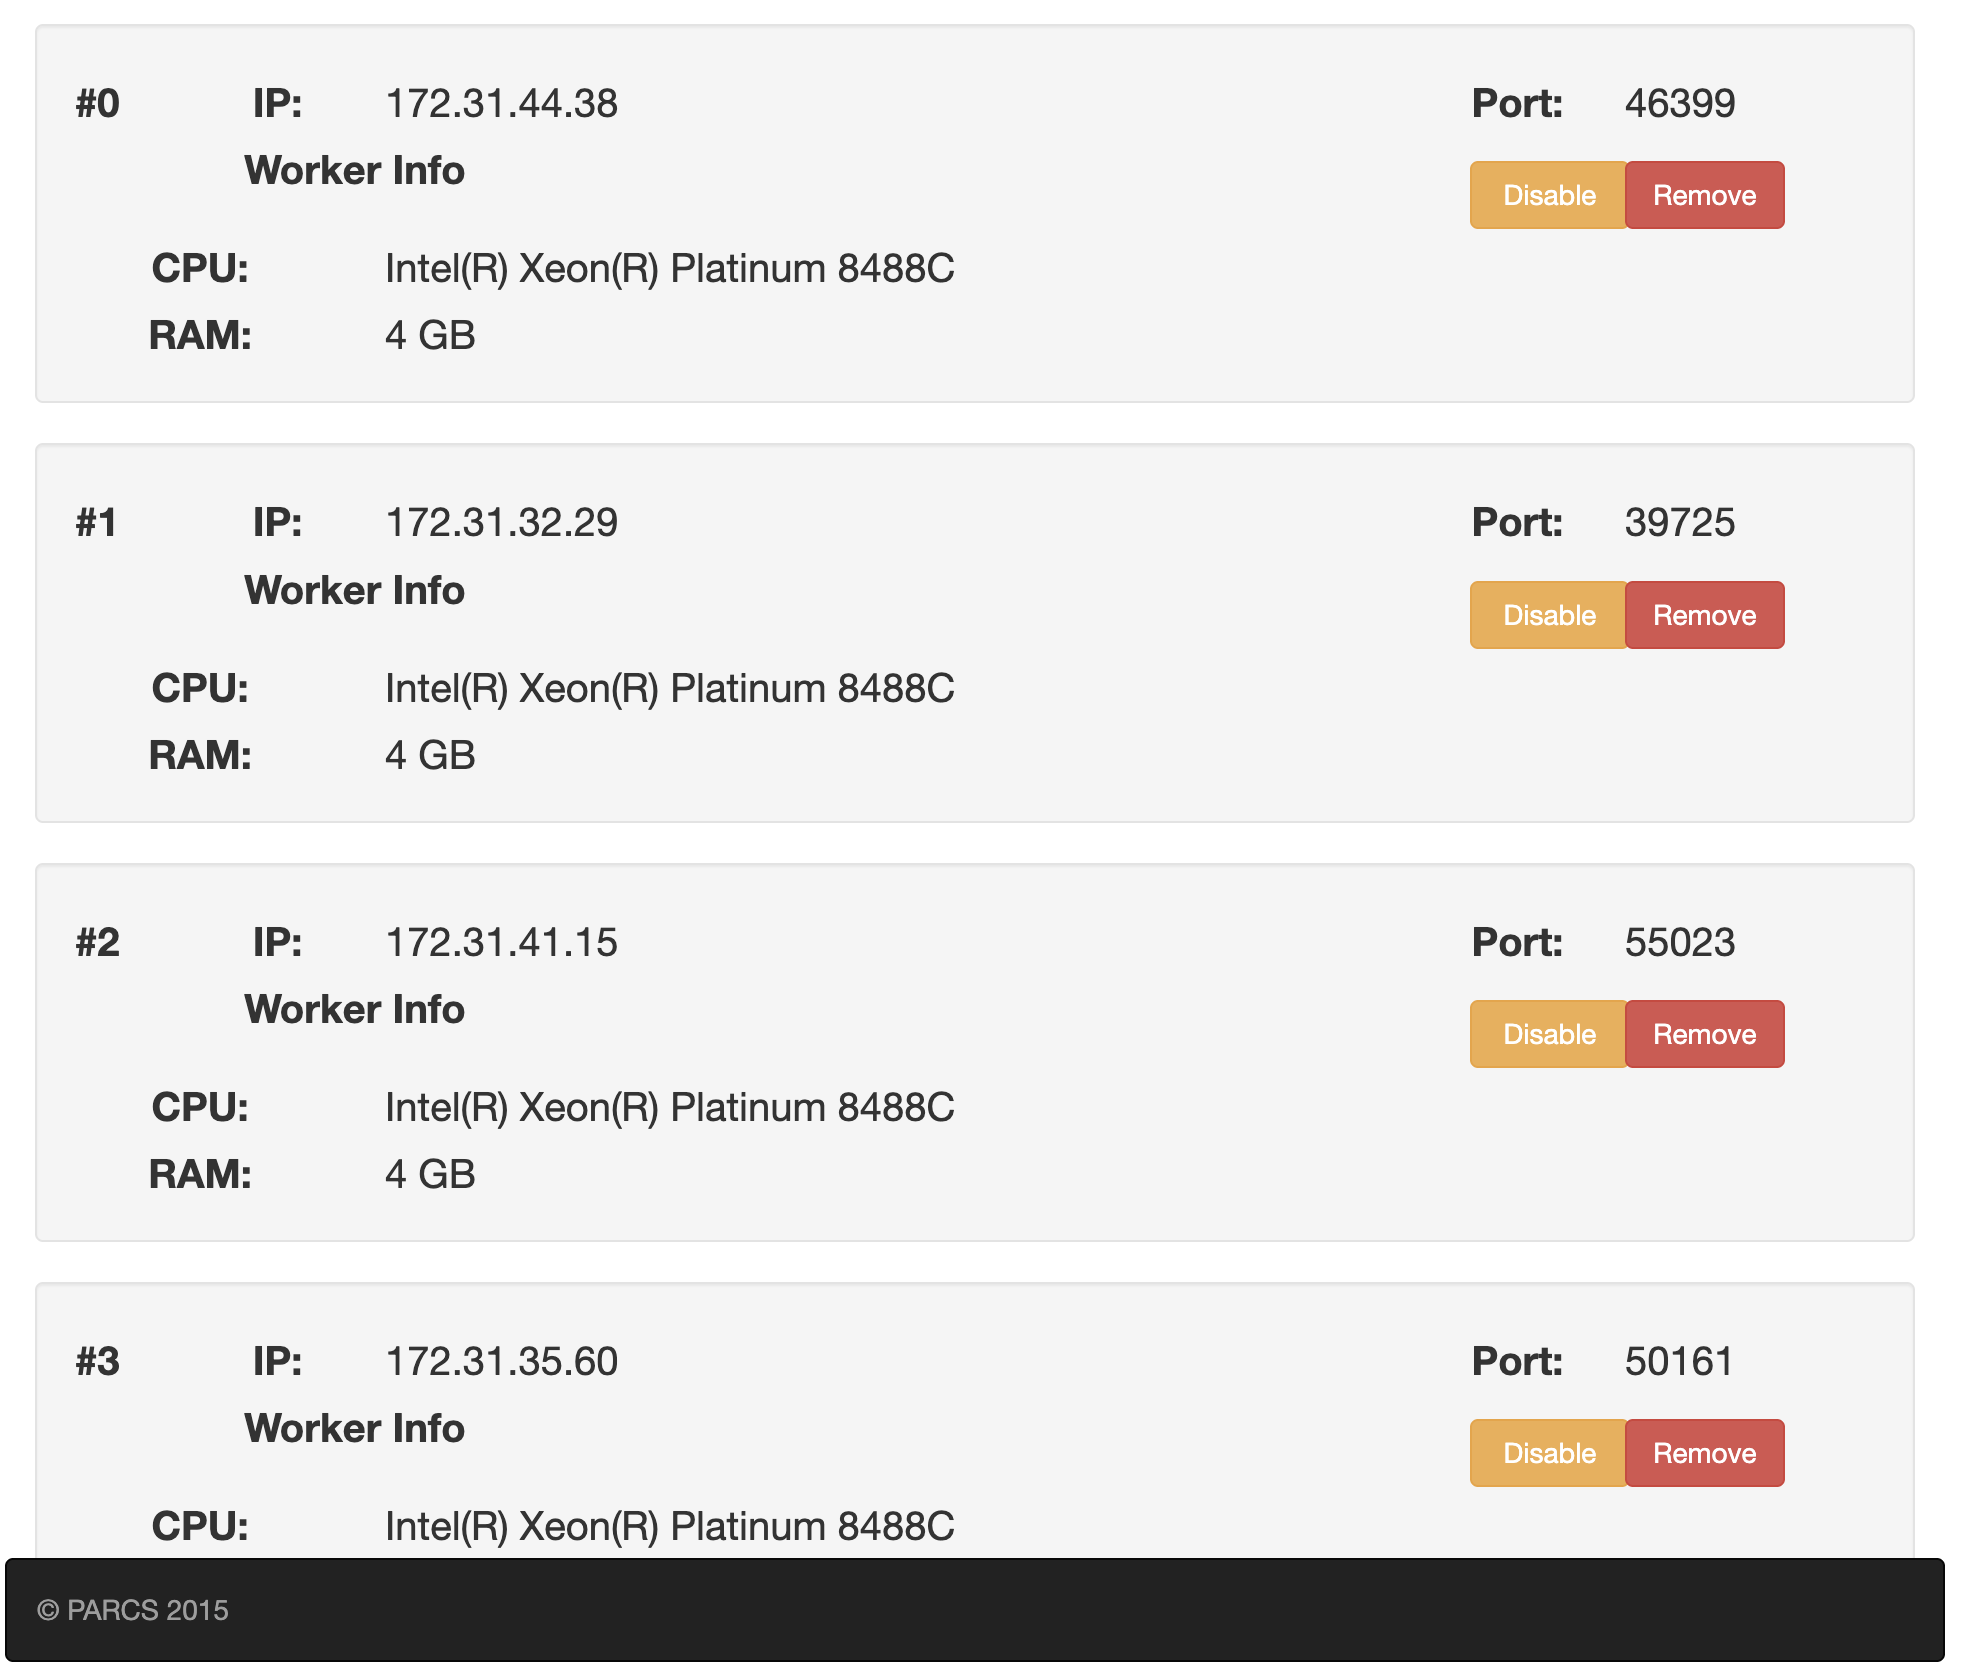 #0 IP: 172.31.44.38 Port: 46399
Worker Info
Disable Remove
CPU: Intel(R) Xeon(R) Platinum 8488C
RAM: 4 GB
#1 IP: 172.31.32.29 Port: 39725
Worker Info
Disable Remove
CPU: Intel(R) Xeon(R) Platinum 8488C
RAM: 4 GB
#2 IP: 172.31.41.15 Port: 55023
Worker Info
Disable Remove
CPU: Intel(R) Xeon(R) Platinum 8488C
RAM: 4 GB
#3 IP: 172.31.35.60 Port: 50161
Worker Info
Disable Remove
CPU: Intel(R) Xeon(R) Platinum 8488C
© PARCS 2015